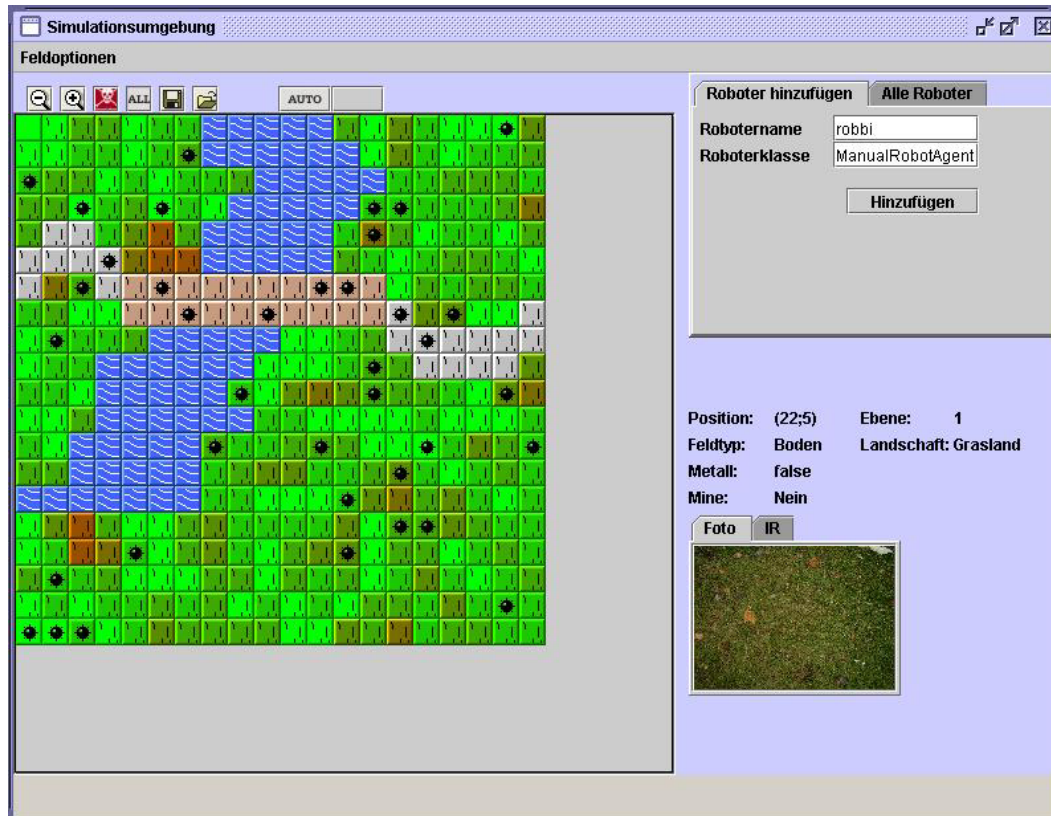 Simulationsumgebung
Feldoptionen
ALL AUTO
Roboter hinzufügen Alle Roboter
Robotername robbi
Roboterklasse ManualRobotAgent
Hinzufügen
Position: (22;5) Ebene: 1
Feldtyp: Boden Landschaft: Grasland
Metall: false
Mine: Nein
Foto IR